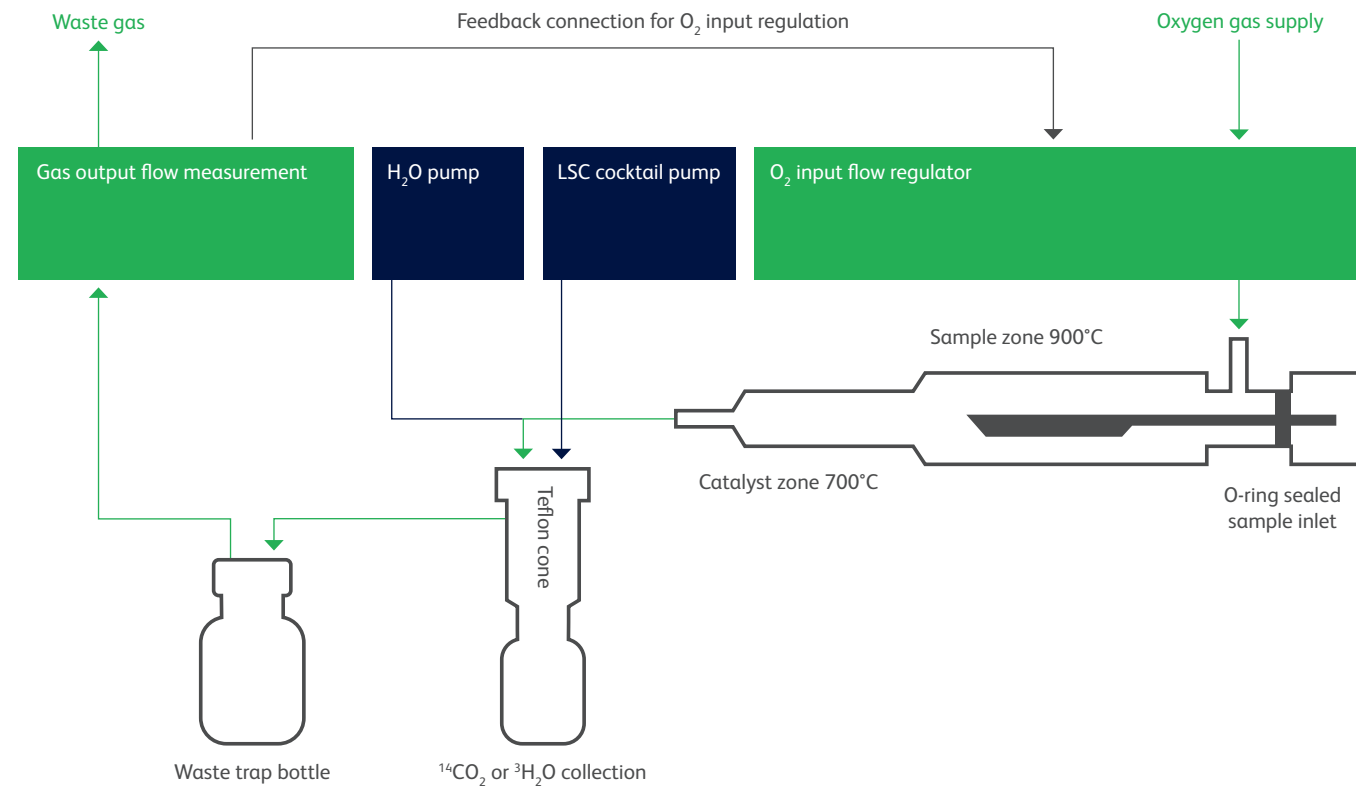 Waste gas
Feedback connection for O₂ input regulation
Oxygen gas supply
Gas output flow measurement
H₂O pump
LSC cocktail pump
O₂ input flow regulator
Sample zone 900°C
Catalyst zone 700°C
O-ring sealed
sample inlet
Teflon cone
Waste trap bottle
¹⁴CO₂ or ³H₂O collection